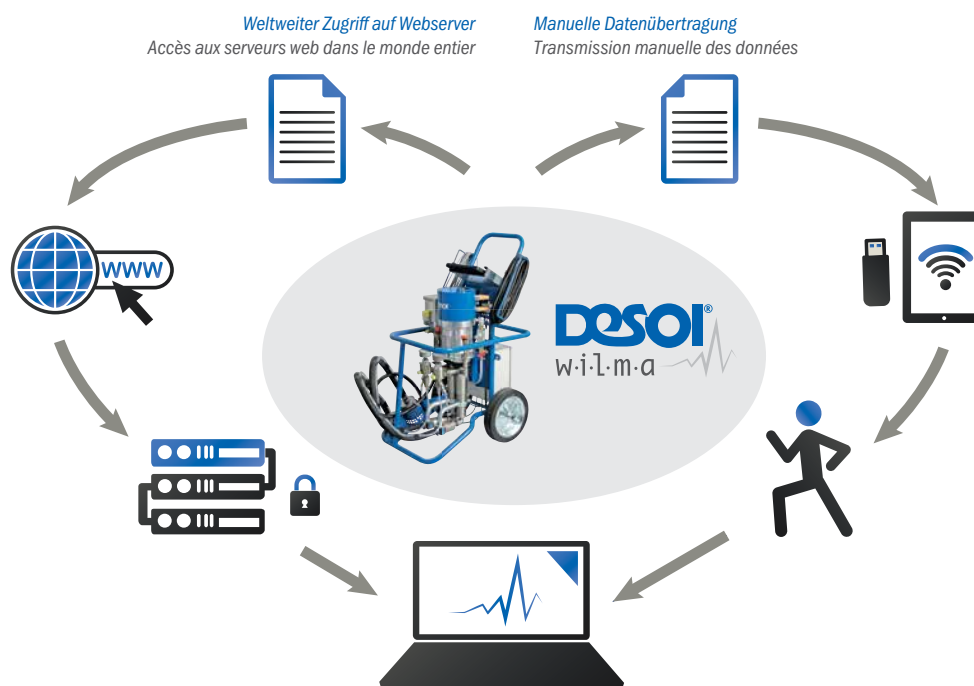 Weltweiter Zugriff auf Webserver
Accès aux serveurs web dans le monde entier
Manuelle Datenübertragung
Transmission manuelle des données
www
DESOI®
w·i·l·m·a